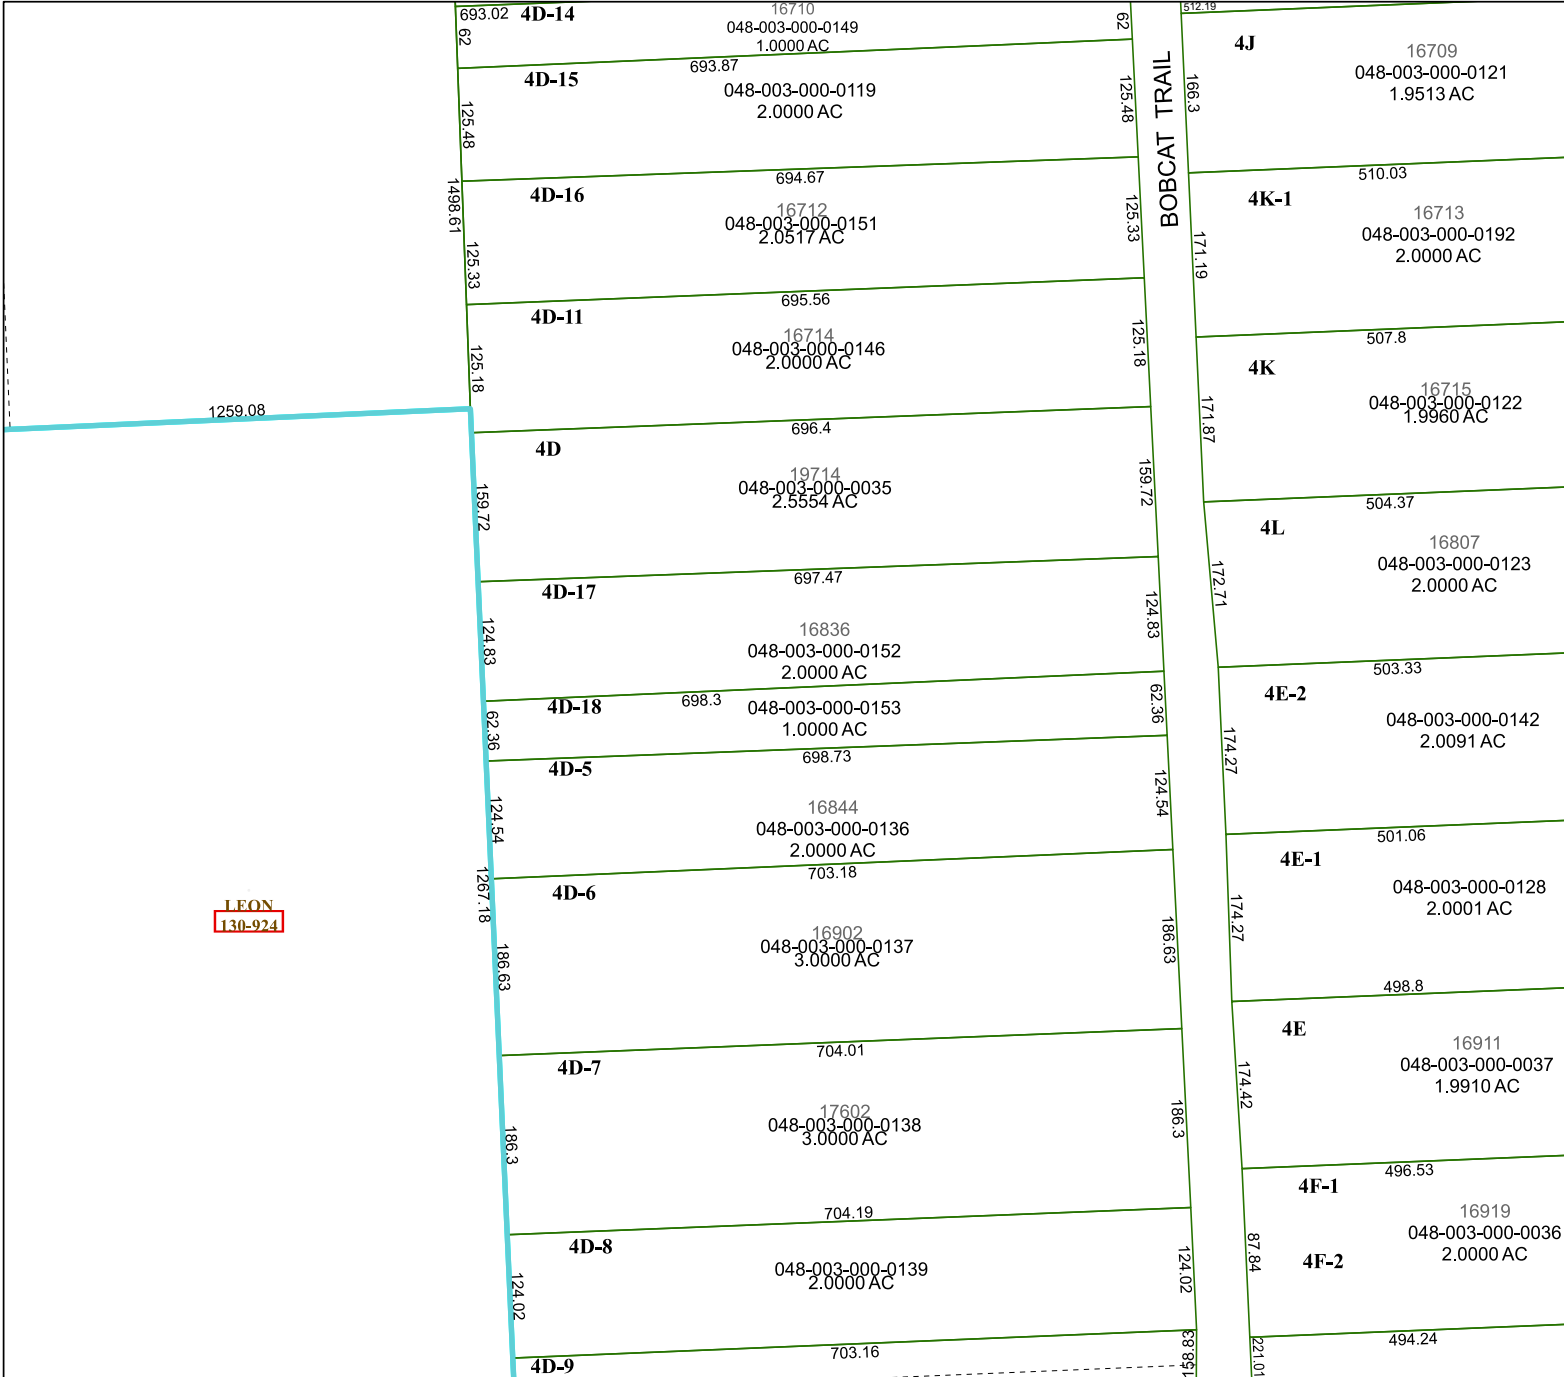 693.02
4D-14
16710
048-003-000-0149
1.0000 AC
62
62
512.19
4J
16709
048-003-000-0121
1.9513 AC
BOBCAT TRAIL
693.87
4D-15
048-003-000-0119
2.0000 AC
125.48
125.48
166.3
694.67
4D-16
16712
048-003-000-0151
2.0517 AC
1498.61
125.33
125.33
510.03
4K-1
16713
048-003-000-0192
2.0000 AC
171.19
695.56
4D-11
16714
048-003-000-0146
2.0000 AC
125.18
125.18
507.8
4K
16715
048-003-000-0122
1.9960 AC
171.87
1259.08
696.4
4D
19714
048-003-000-0035
2.5554 AC
159.72
159.72
504.37
4L
16807
048-003-000-0123
2.0000 AC
172.71
697.47
4D-17
16836
048-003-000-0152
2.0000 AC
124.83
124.83
503.33
4E-2
048-003-000-0142
2.0091 AC
174.27
698.3
4D-18
048-003-000-0153
1.0000 AC
62.36
62.36
698.73
4D-5
16844
048-003-000-0136
2.0000 AC
124.54
124.54
501.06
4E-1
048-003-000-0128
2.0001 AC
174.27
1267.18
703.18
4D-6
16902
048-003-000-0137
3.0000 AC
186.63
186.63
LEON
130-924
498.8
4E
16911
048-003-000-0037
1.9910 AC
174.42
704.01
4D-7
17602
048-003-000-0138
3.0000 AC
186.3
186.3
496.53
4F-1
16919
048-003-000-0036
2.0000 AC
87.84
4F-2
704.19
4D-8
048-003-000-0139
2.0000 AC
124.02
124.02
494.24
703.16
4D-9
158.83
221.01